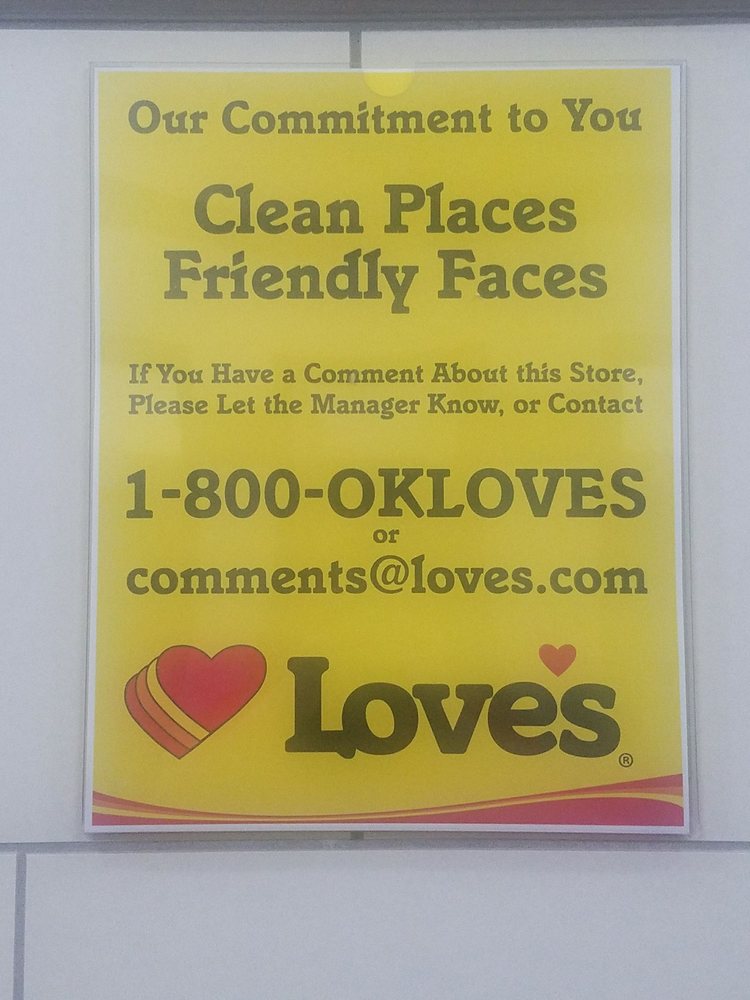 Our Commitment to You
Clean Places
Friendly Faces
If You Have a Comment About this Store,
Please Let the Manager Know, or Contact
1-800-OKLOVES
or
comments@loves.com
Love's®